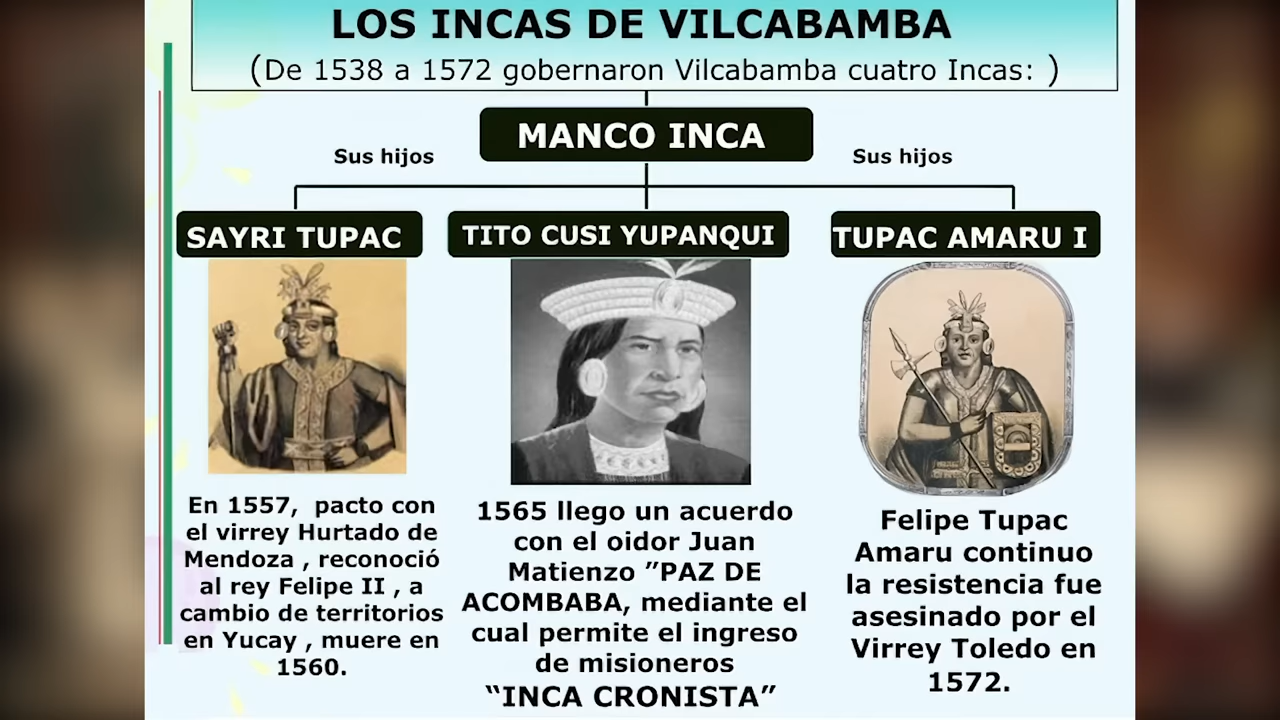 LOS INCAS DE VILCABAMBA
(De 1538 a 1572 gobernaron Vilcabamba cuatro Incas: )
MANCO INCA
Sus hijos
Sus hijos
SAYRI TUPAC
TITO CUSI YUPANQUI
TUPAC AMARU I
En 1557, pacto con
el virrey Hurtado de
Mendoza , reconoció
al rey Felipe II , a
cambio de territorios
en Yucay , muere en
1560.
1565 llego un acuerdo
con el oidor Juan
Matienzo ”PAZ DE
ACOMBABA, mediante el
cual permite el ingreso
de misioneros
“INCA CRONISTA”
Felipe Tupac
Amaru continuo
la resistencia fue
asesinado por el
Virrey Toledo en
1572.